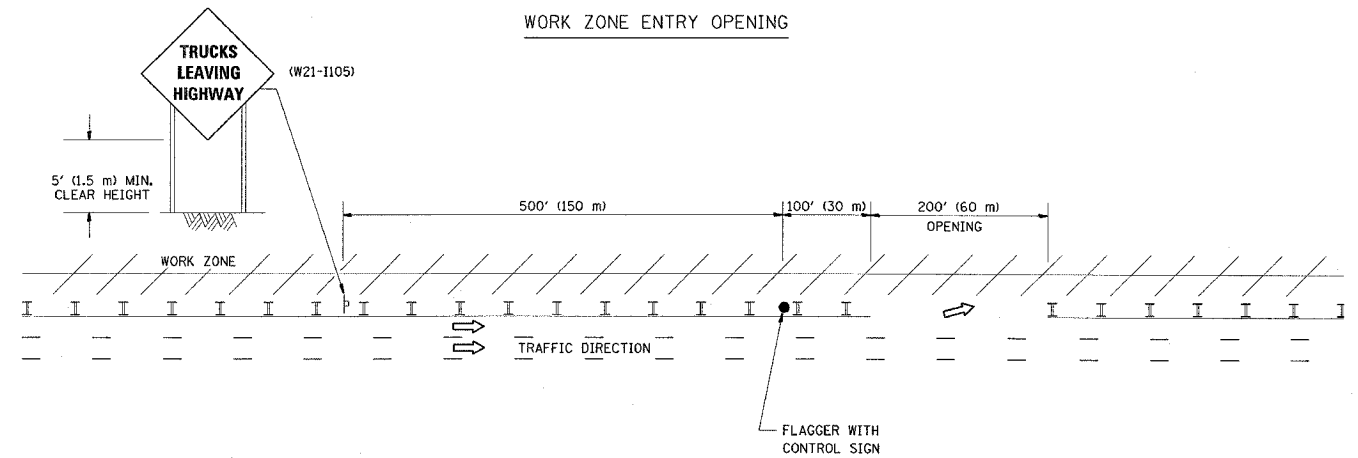 WORK ZONE ENTRY OPENING
TRUCKS
LEAVING
HIGHWAY
(W21-I105)
5' (1.5 m) MIN.
CLEAR HEIGHT
500' (150 m)
100' (30 m)
200' (60 m)
OPENING
WORK ZONE
TRAFFIC DIRECTION
FLAGGER WITH
CONTROL SIGN